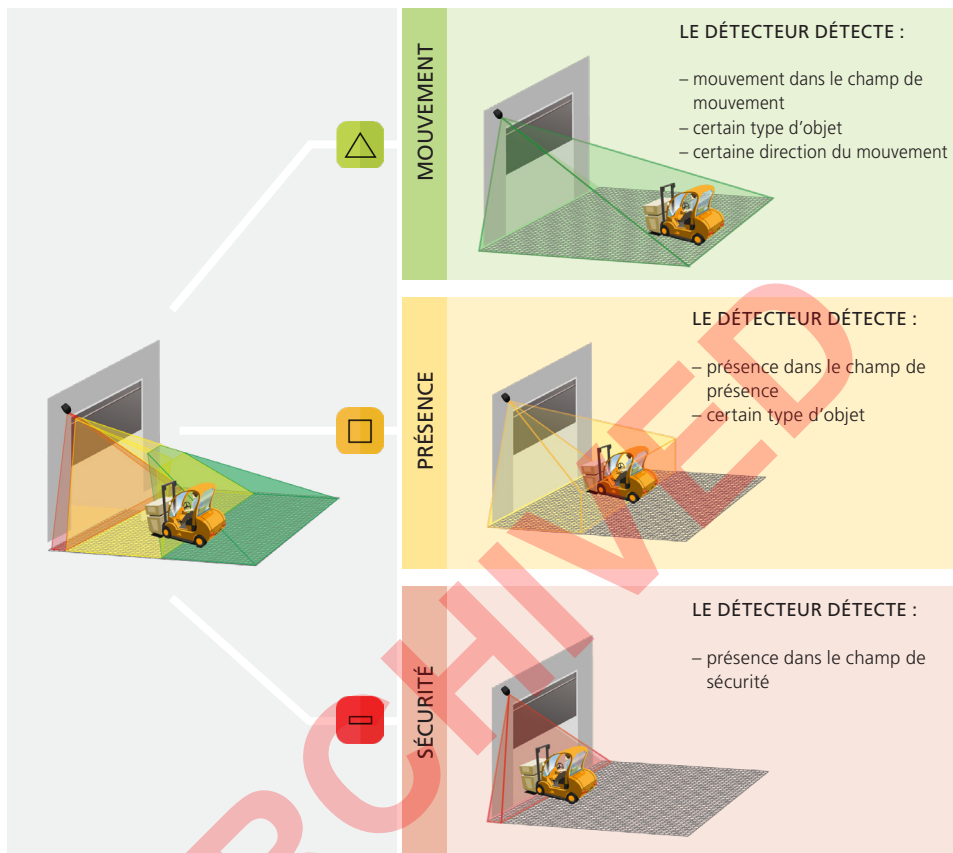 MOUVEMENT
LE DÉTECTEUR DÉTECTE :
– mouvement dans le champ de
mouvement
– certain type d’objet
– certaine direction du mouvement
PRÉSENCE
LE DÉTECTEUR DÉTECTE :
– présence dans le champ de
présence
– certain type d’objet
SÉCURITÉ
LE DÉTECTEUR DÉTECTE :
– présence dans le champ de
sécurité
ARCHIVED